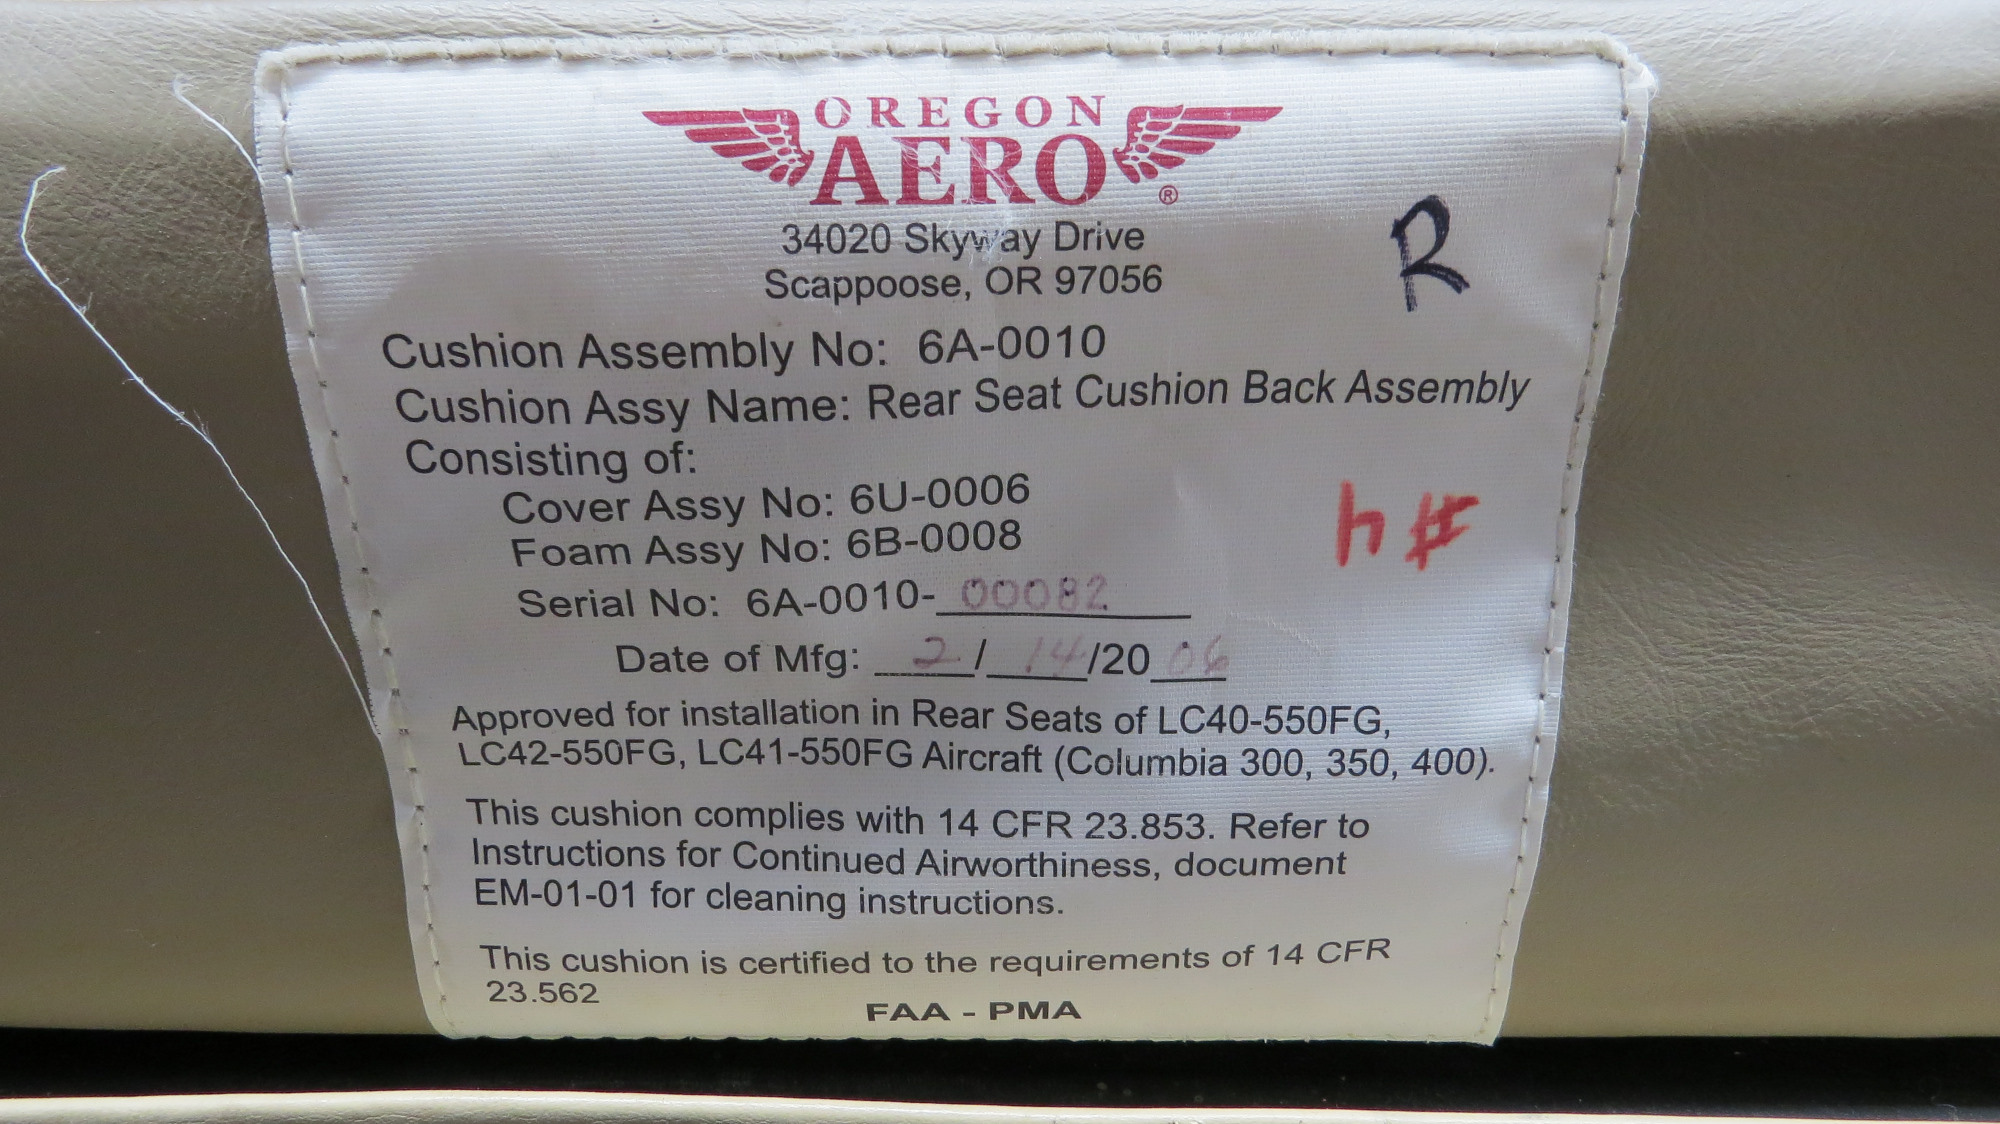 OREGON
AERO®
34020 Skyway Drive
Scappoose, OR 97056
R
Cushion Assembly No: 6A-0010
Cushion Assy Name: Rear Seat Cushion Back Assembly
Consisting of:
Cover Assy No: 6U-0006
Foam Assy No: 6B-0008
#4
Serial No: 6A-0010-00082
Date of Mfg: 2/14/2006
Approved for installation in Rear Seats of LC40-550FG,
LC42-550FG, LC41-550FG Aircraft (Columbia 300, 350, 400).
This cushion complies with 14 CFR 23.853. Refer to
Instructions for Continued Airworthiness, document
EM-01-01 for cleaning instructions.
This cushion is certified to the requirements of 14 CFR
23.562
FAA - PMA